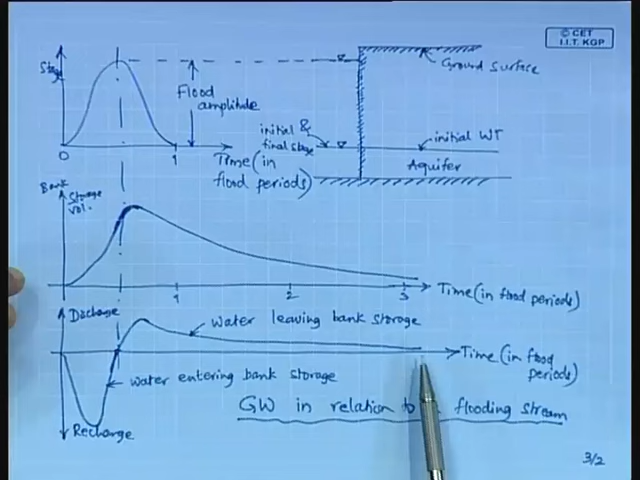 © CET
I.I.T. KGP
Stage
Flood
amplitude
Ground Surface
initial &
final stage
initial WT
0
1
Time (in
flood periods)
Aquifer
Bank
Storage
Vol.
1
2
3
Time (in flood periods)
Discharge
Water leaving bank storage
Time (in flood
periods)
Water entering bank storage
Recharge
GW in relation to flooding stream
3/2